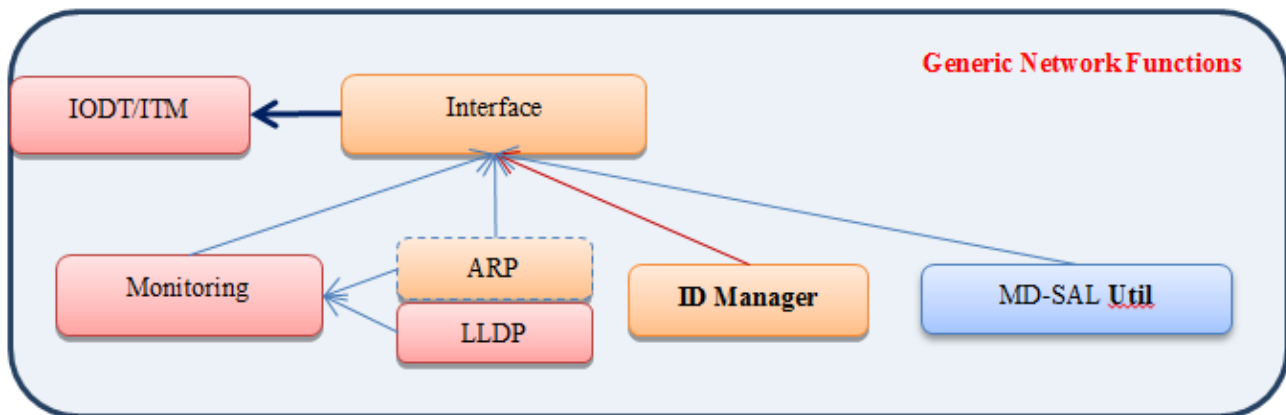 Generic Network Functions
IODT/ITM
Interface
Monitoring
ARP
LLDP
ID Manager
MD-SAL Util